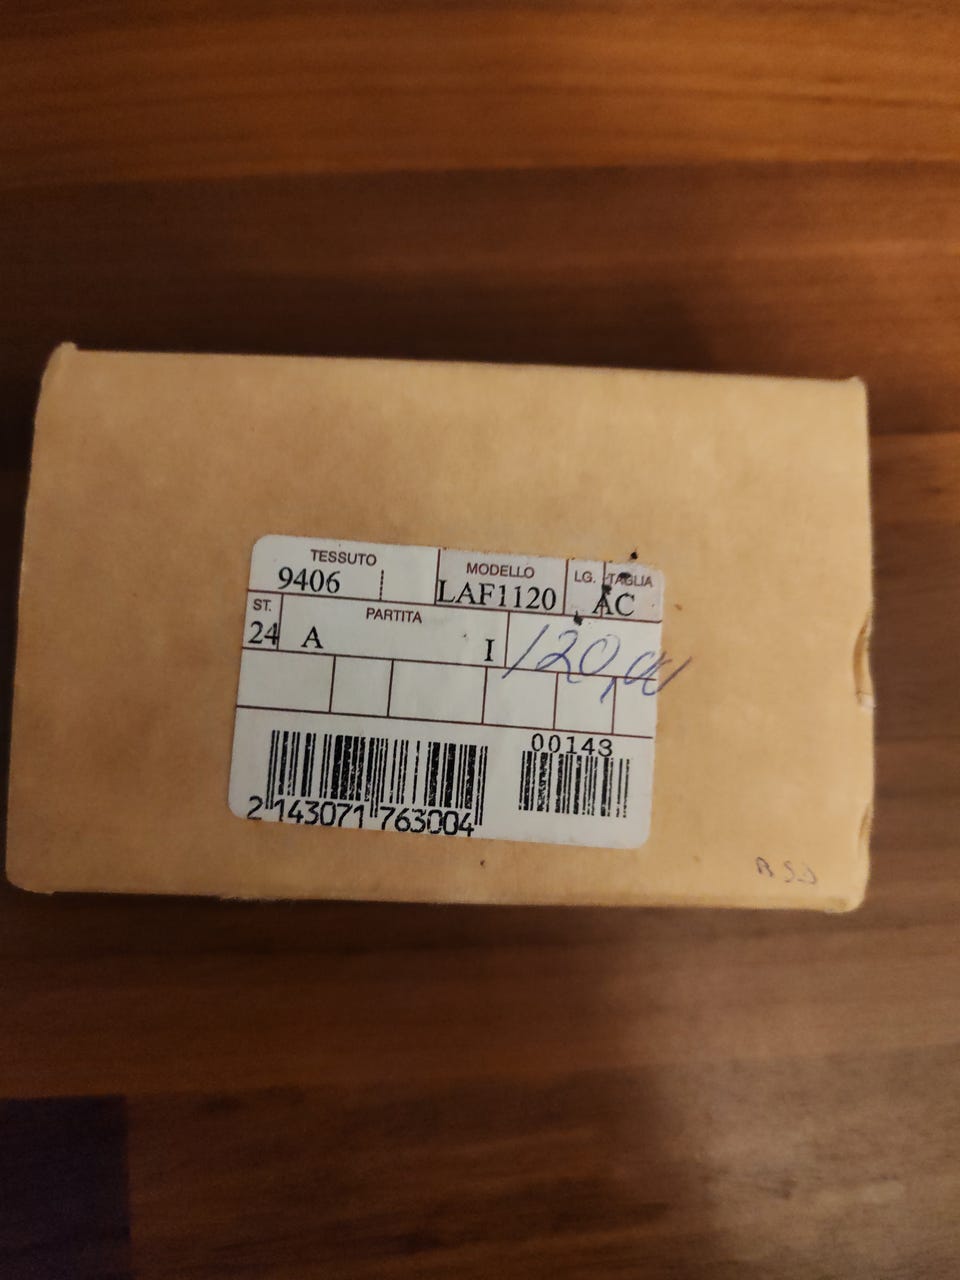 TESSUTO MODELLO LG. TAGLIA
9406 LAF1120 AC
ST. PARTITA
24 A I 120,00
00143
2 143071 763004